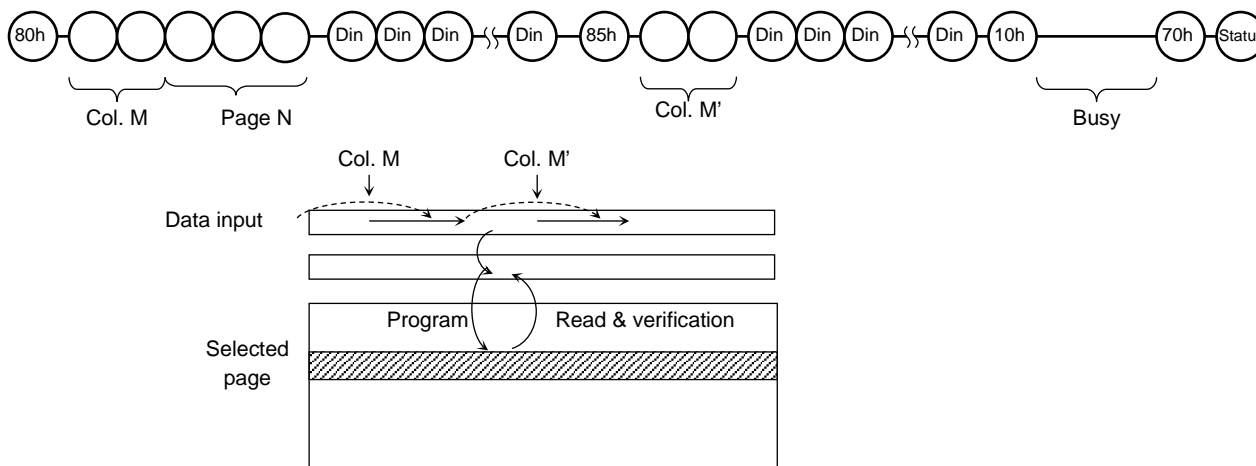 80h Din Din Din Din 85h Din Din Din Din 10h 70h Statu
Col. M Page N Col. M’ Busy
Col. M Col. M’
Data input
Program Read & verification
Selected
page